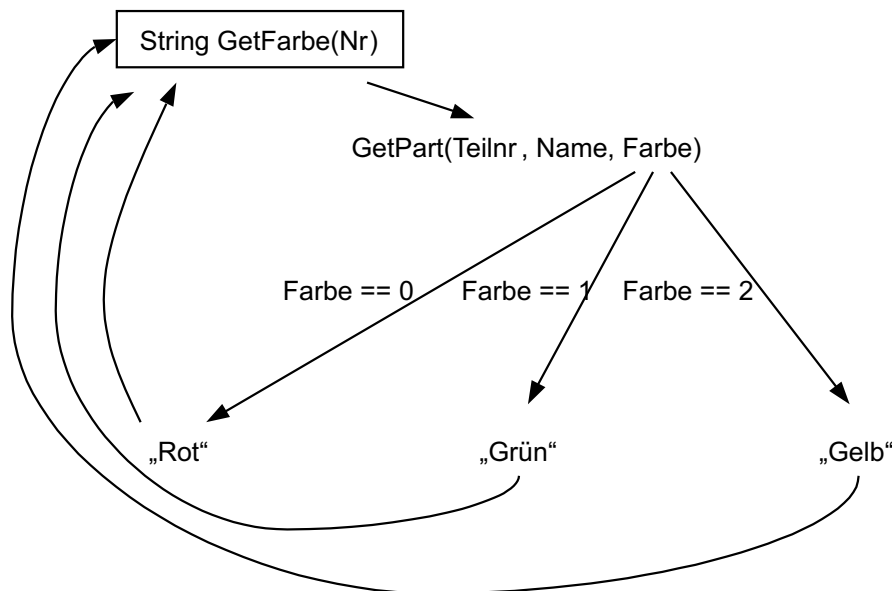 String GetFarbe(Nr)
GetPart(Teilnr , Name, Farbe)
Farbe == 0
Farbe == 1
Farbe == 2
„Rot“
„Grün“
„Gelb“